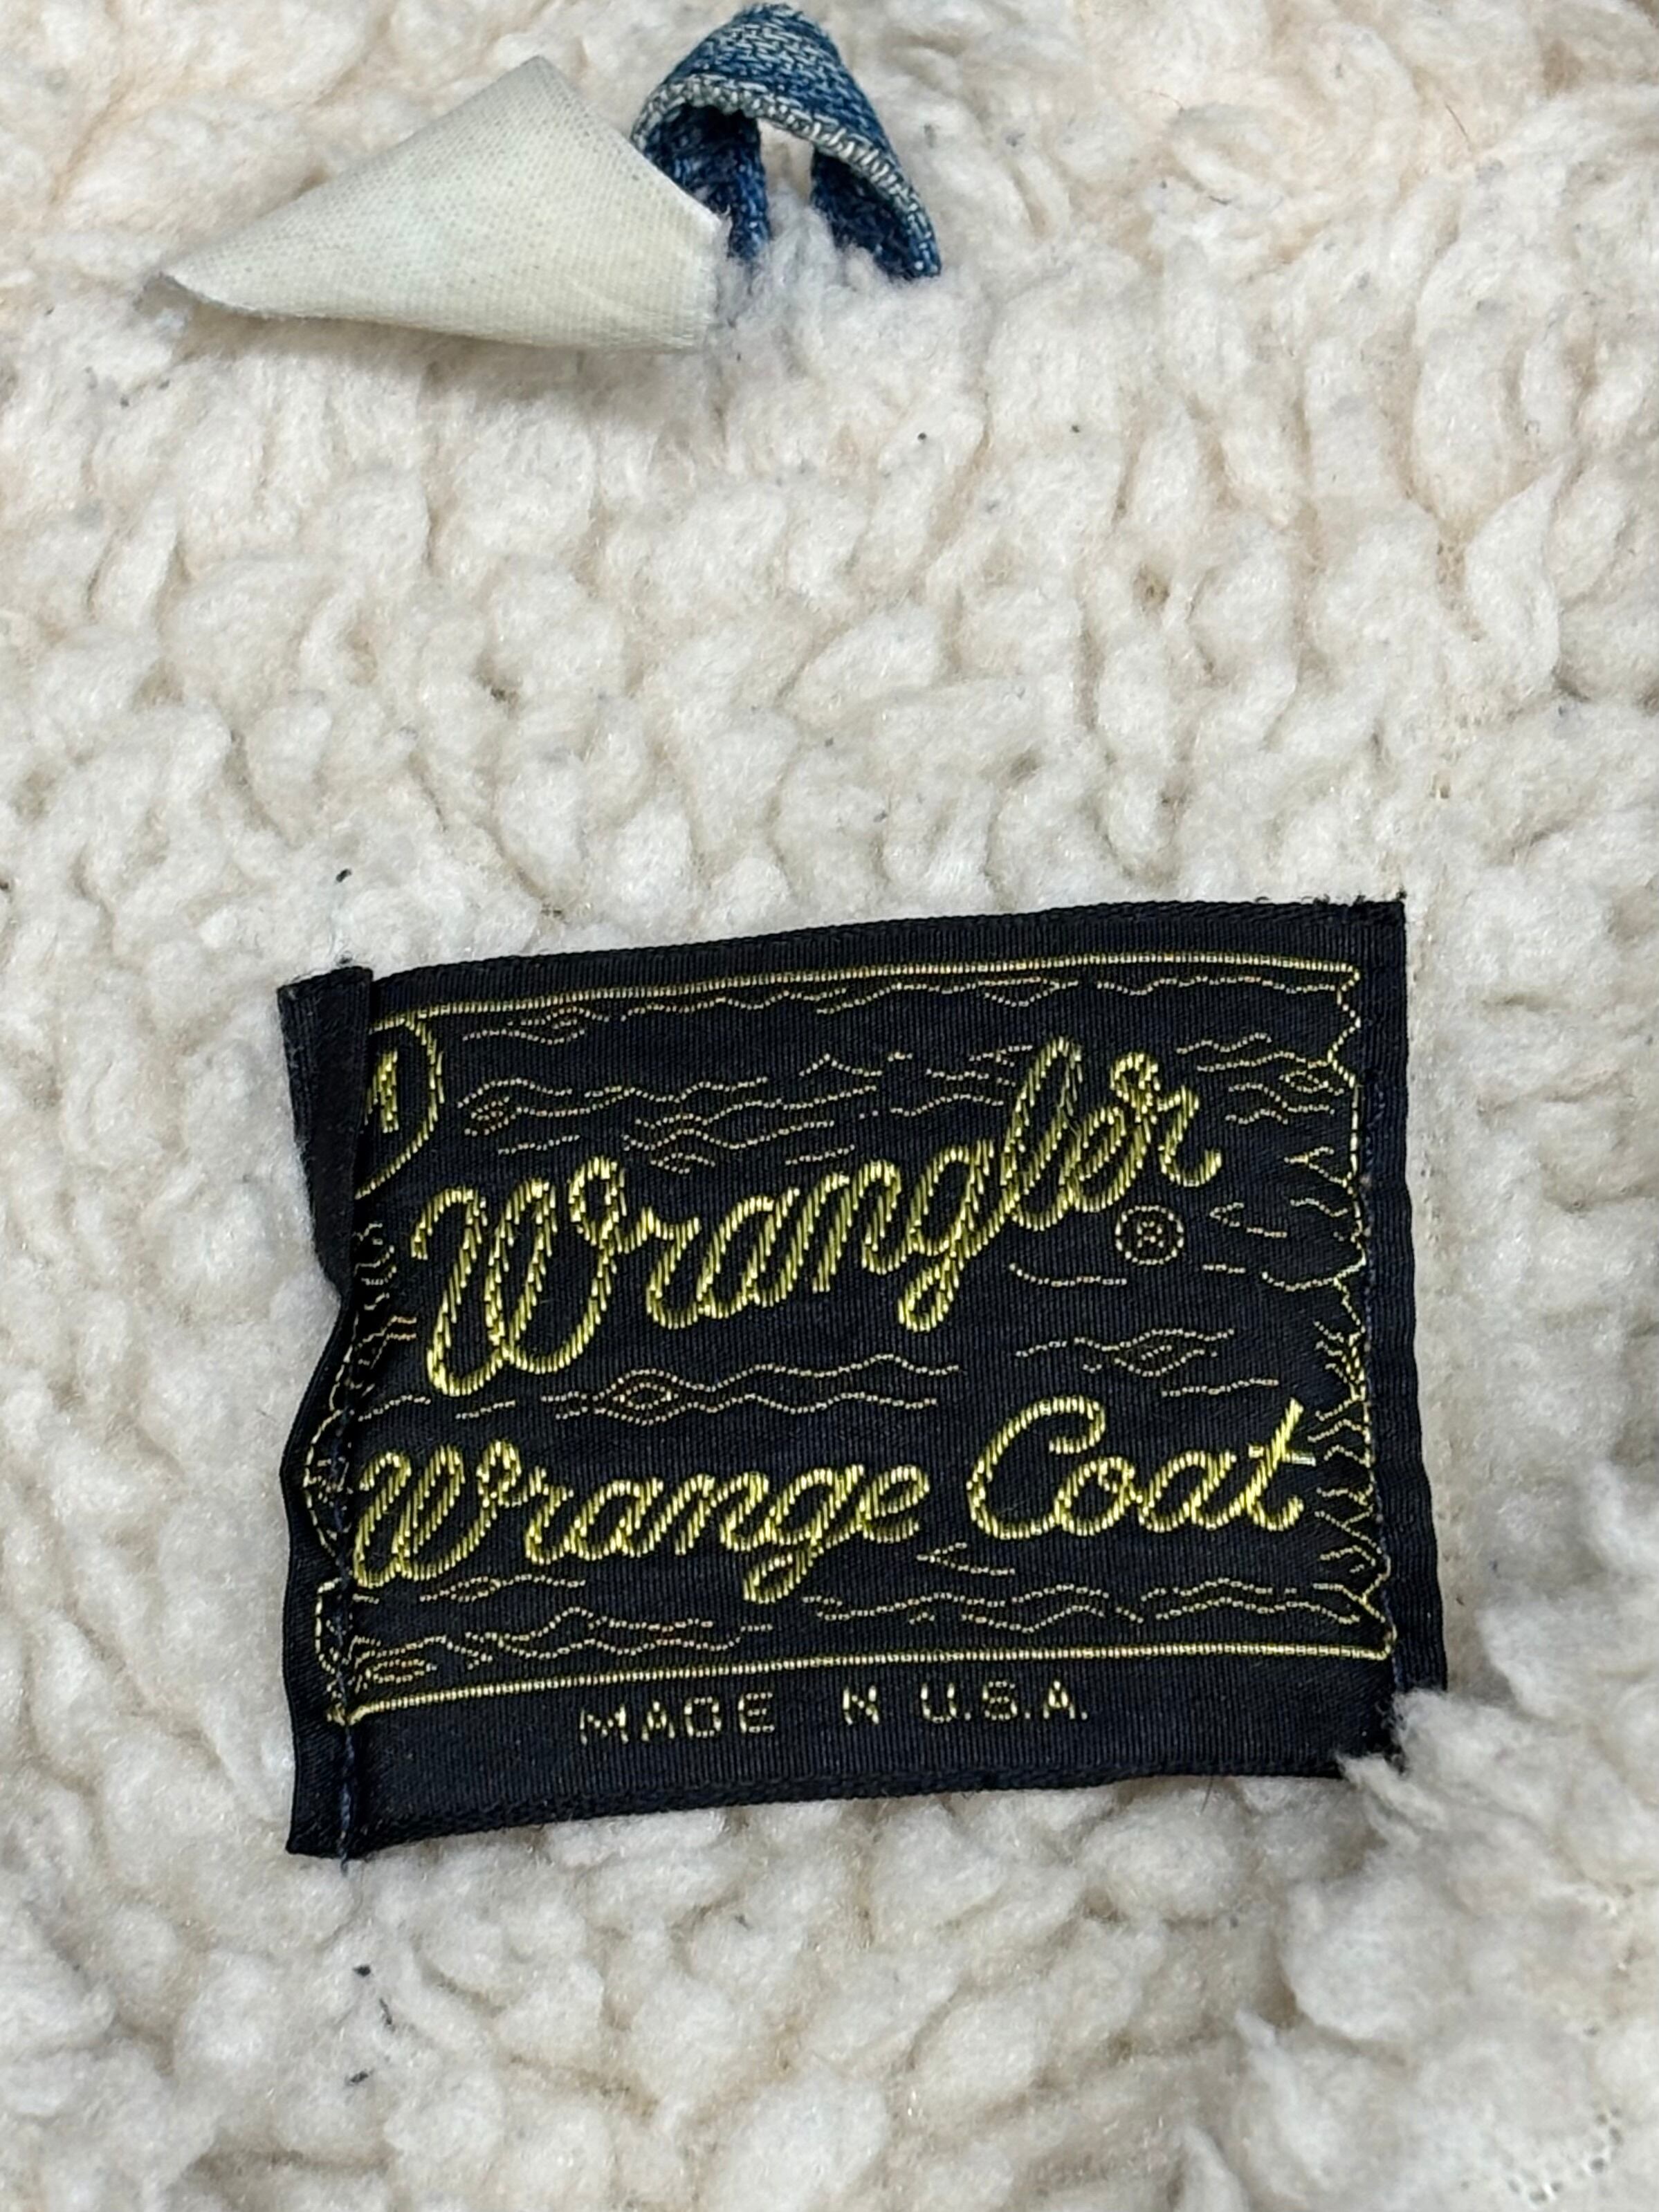 Wrangler ®
Wrange Coat
MADE N U.S.A.